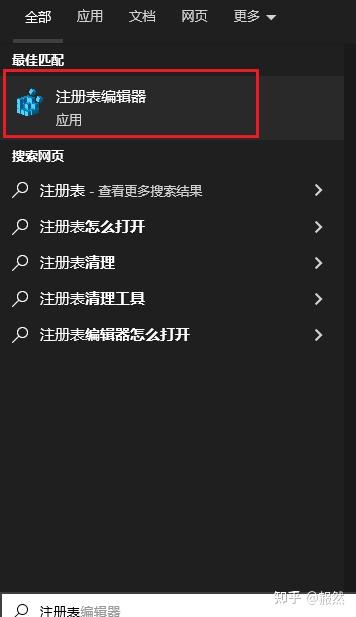 全部 应用 文档 网页 更多
最佳匹配
注册表编辑器
应用
搜索网页
注册表 - 查看更多搜索结果
注册表怎么打开
注册表清理
注册表清理工具
注册表编辑器怎么打开
知乎 @赧然
注册表编辑器